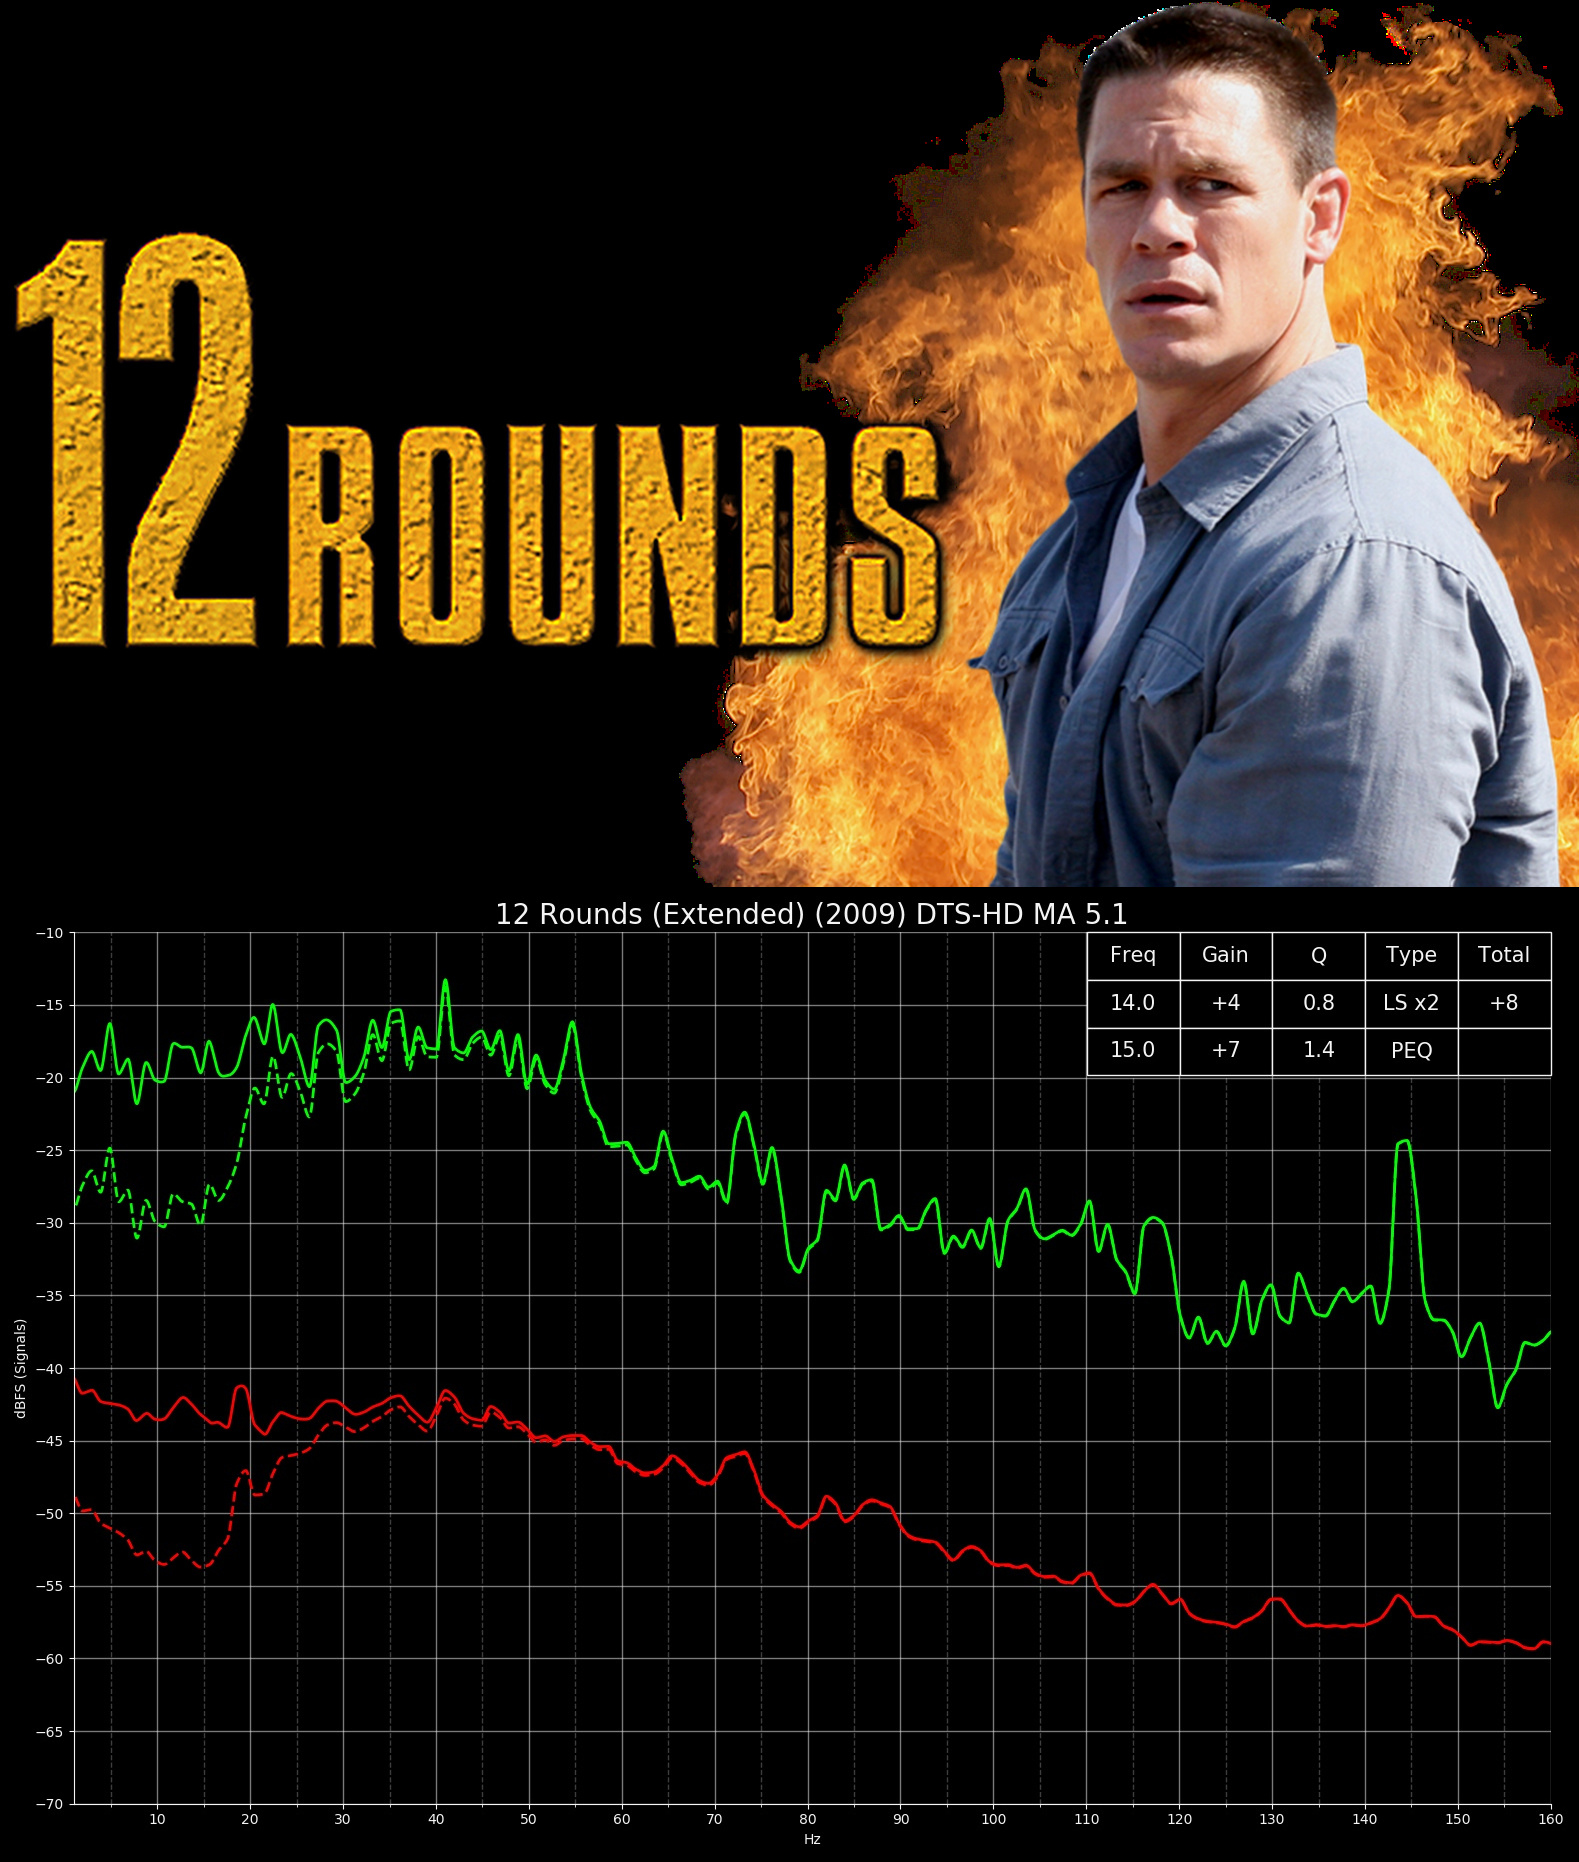 12 ROUNDS
12 Rounds (Extended) (2009) DTS-HD MA 5.1
Freq Gain Q Type Total
14.0 +4 0.8 LS x2 +8
15.0 +7 1.4 PEQ
−10
−15
−20
−25
−30
−35
−40
−45
−50
−55
−60
−65
−70
dBFS (Signals)
10 20 30 40 50 60 70 80 90 100 110 120 130 140 150 160
Hz